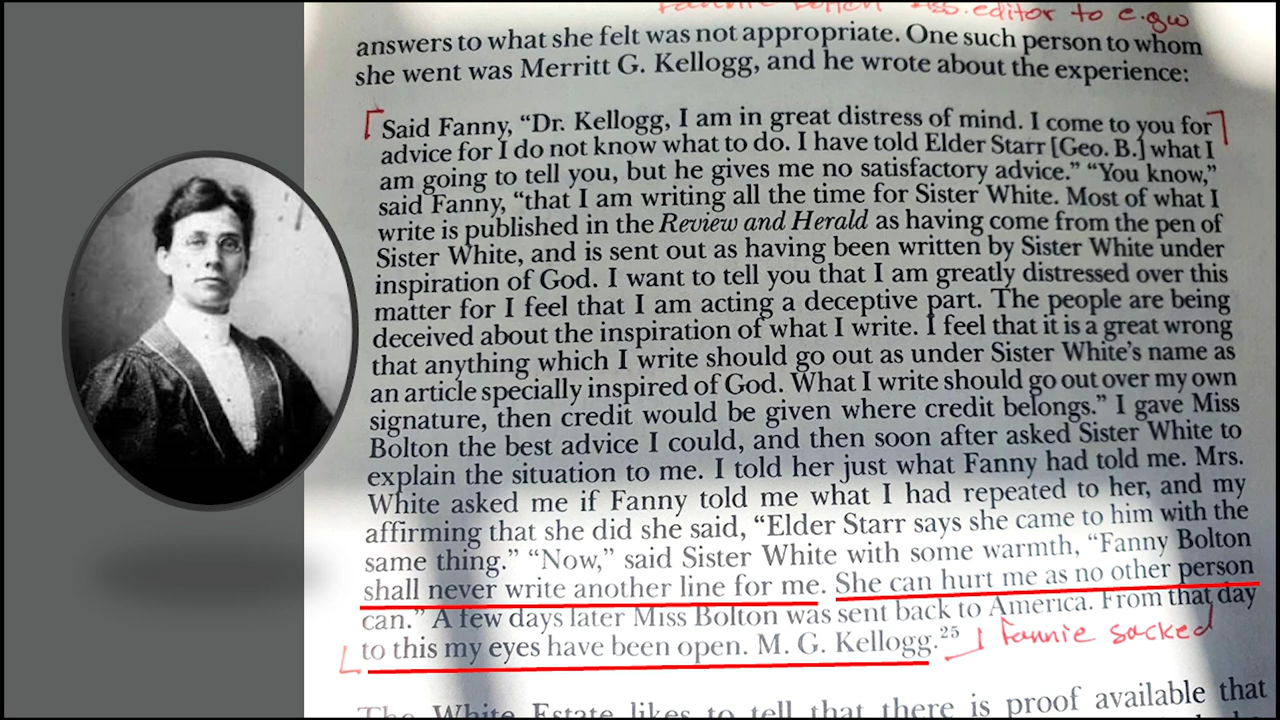 editor to e.gw
answers to what she felt was not appropriate. One such person to whom
she went was Merritt G. Kellogg, and he wrote about the experience:
Said Fanny, “Dr. Kellogg, I am in great distress of mind. I come to you for
advice for I do not know what to do. I have told Elder Starr [Geo. B.] what I
am going to tell you, but he gives me no satisfactory advice.” “You know,”
said Fanny, “that I am writing all the time for Sister White. Most of what I
write is published in the Review and Herald as having come from the pen of
Sister White, and is sent out as having been written by Sister White under
inspiration of God. I want to tell you that I am greatly distressed over this
matter for I feel that I am acting a deceptive part. The people are being
deceived about the inspiration of what I write. I feel that it is a great wrong
that anything which I write should go out as under Sister White’s name as
an article specially inspired of God. What I write should go out over my own
signature, then credit would be given where credit belongs.” I gave Miss
Bolton the best advice I could, and then soon after asked Sister White to
explain the situation to me. I told her just what Fanny had told me. Mrs.
White asked me if Fanny told me what I had repeated to her, and my
affirming that she did she said, “Elder Starr says she came to him with the
same thing.” “Now,” said Sister White with some warmth, “Fanny Bolton
shall never write another line for me. She can hurt me as no other person
can.” A few days later Miss Bolton was sent back to America. From that day
to this my eyes have been open. M. G. Kellogg.25
Fannie sacked
The White Estate likes to tell that there is proof available that